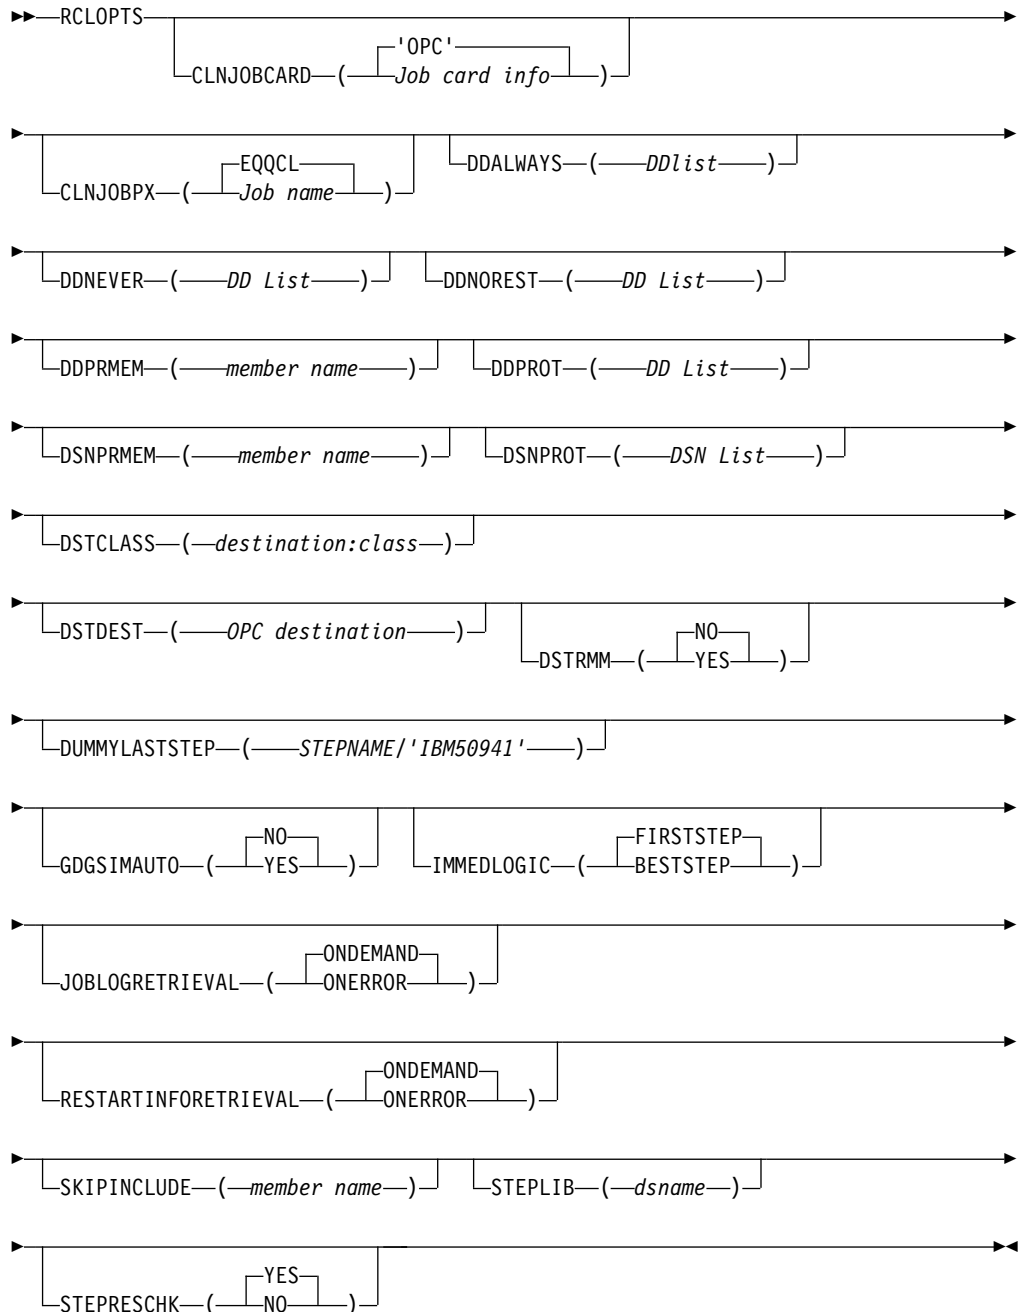 RCLOPTS
'OPC'
CLNJOBCARD ( Job card info )
EQQCL
CLNJOBPX ( Job name )
DDALWAYS ( DDlist )
DDNEVER ( DD List )
DDNOREST ( DD List )
DDPRMEM ( member name )
DDPROT ( DD List )
DSNPRMEM ( member name )
DSNPROT ( DSN List )
DSTCLASS ( destination:class )
DSTDEST ( OPC destination )
NO
DSTRMM ( YES )
DUMMYLASTSTEP ( STEPNAME/'IBM50941' )
NO
GDGSIMAUTO ( YES )
FIRSTSTEP
IMMEDLOGIC ( BESTSTEP )
ONDEMAND
JOBLOGRETRIEVAL ( ONERROR )
ONDEMAND
RESTARTINFORETRIEVAL ( ONERROR )
SKIPINCLUDE ( member name )
STEPLIB ( dsname )
YES
STEPRESCHK ( NO )